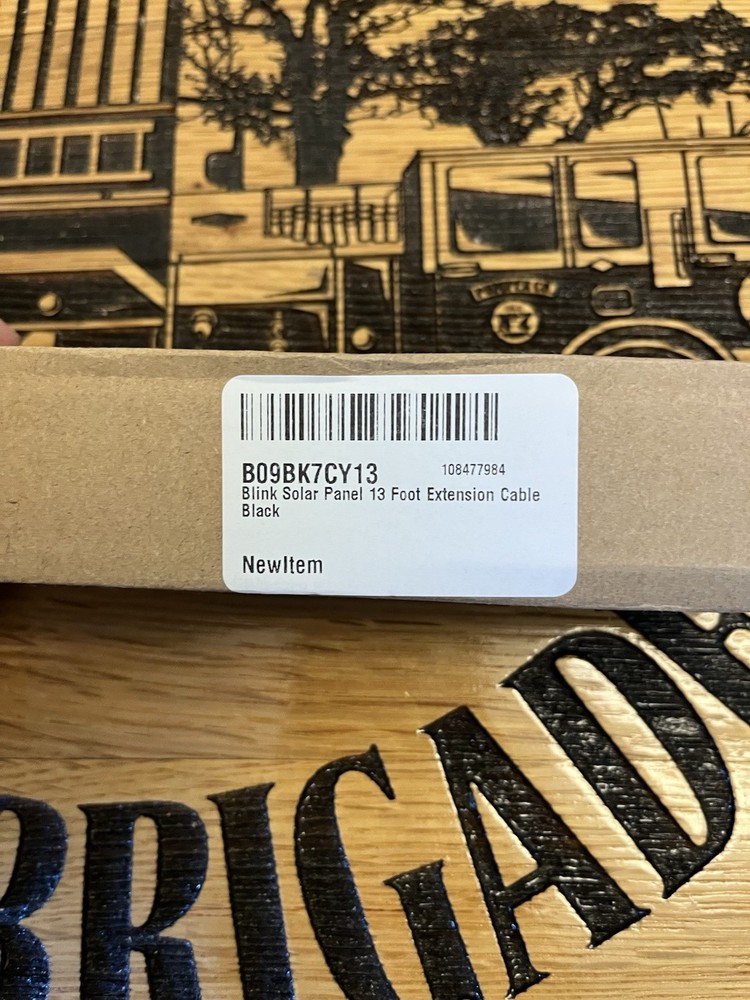 B09BK7CY13
108477984
Blink Solar Panel 13 Foot Extension Cable
Black
NewItem
BRIGAD